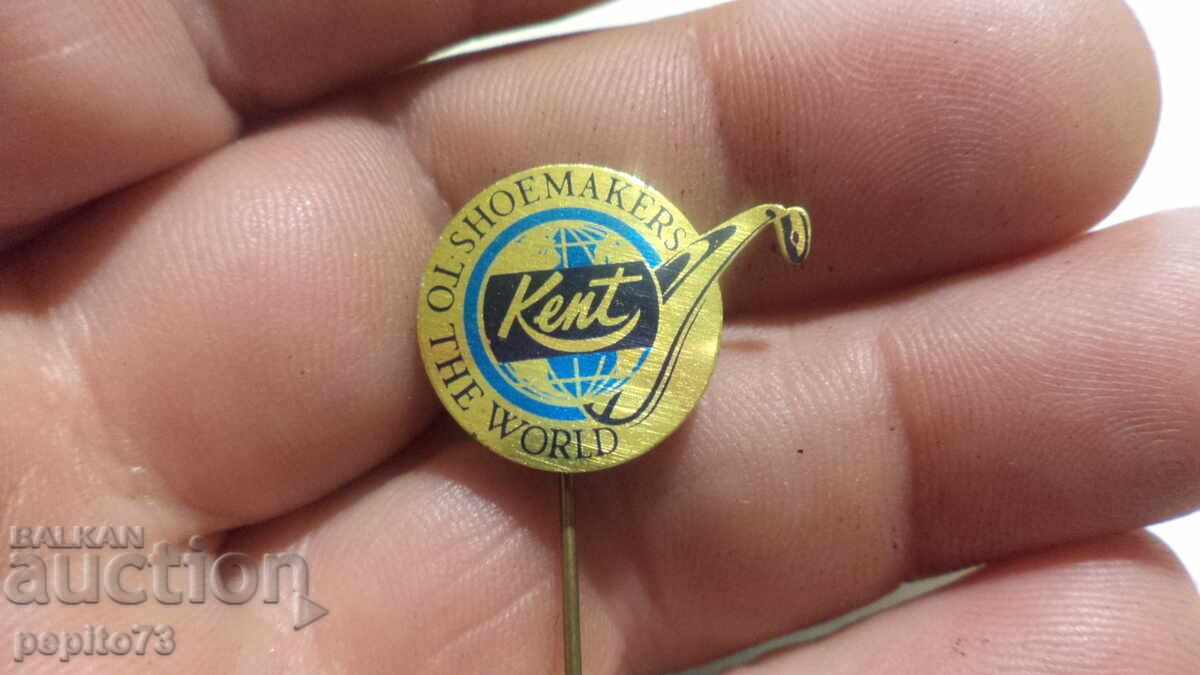 SHOEMAKERS
TO THE WORLD
Kent
BALKAN
auction
pepito73